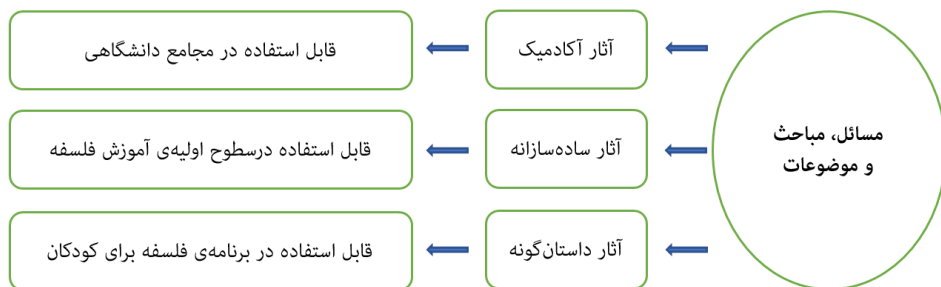 مسائل، مباحث
و موضوعات
آثار آکادمیک
قابل استفاده در مجامع دانشگاهی
آثار ساده‌سازانه
قابل استفاده درسطوح اولیه‌ی آموزش فلسفه
آثار داستان‌گونه
قابل استفاده در برنامه‌ی فلسفه برای کودکان